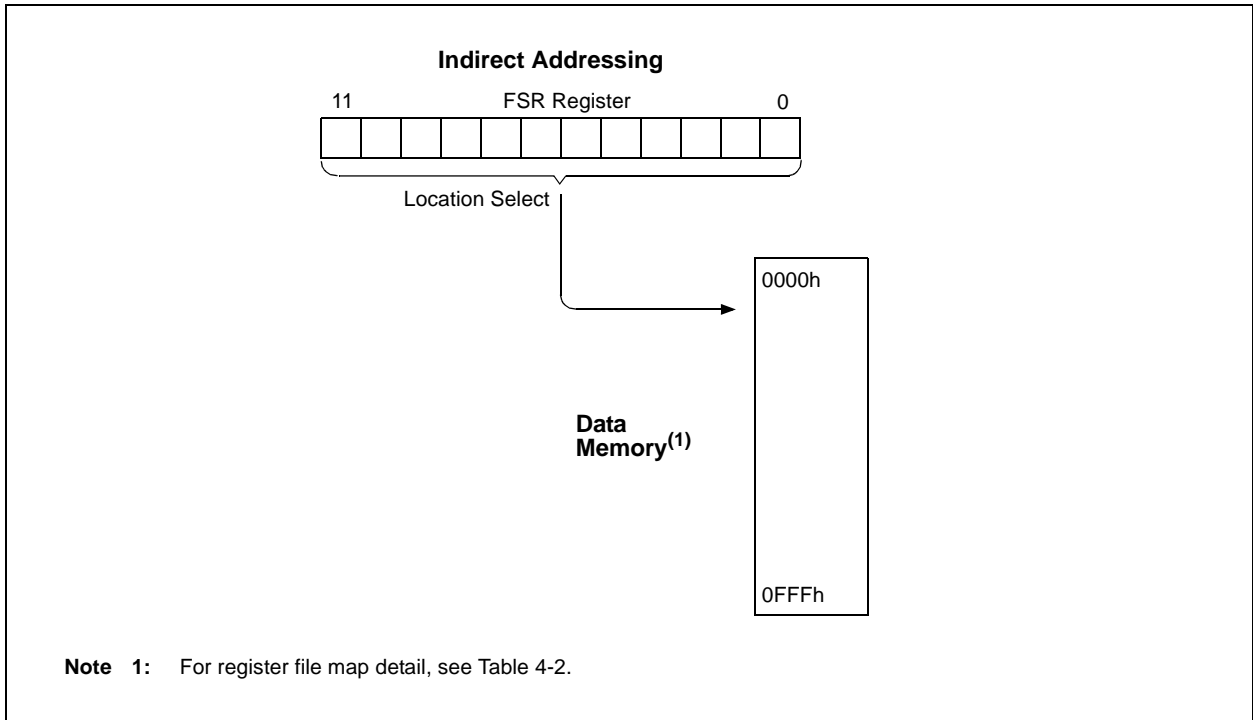 Indirect Addressing
11 FSR Register 0
Location Select
0000h
Data
Memory(1)
0FFFh
Note 1: For register file map detail, see Table 4-2.